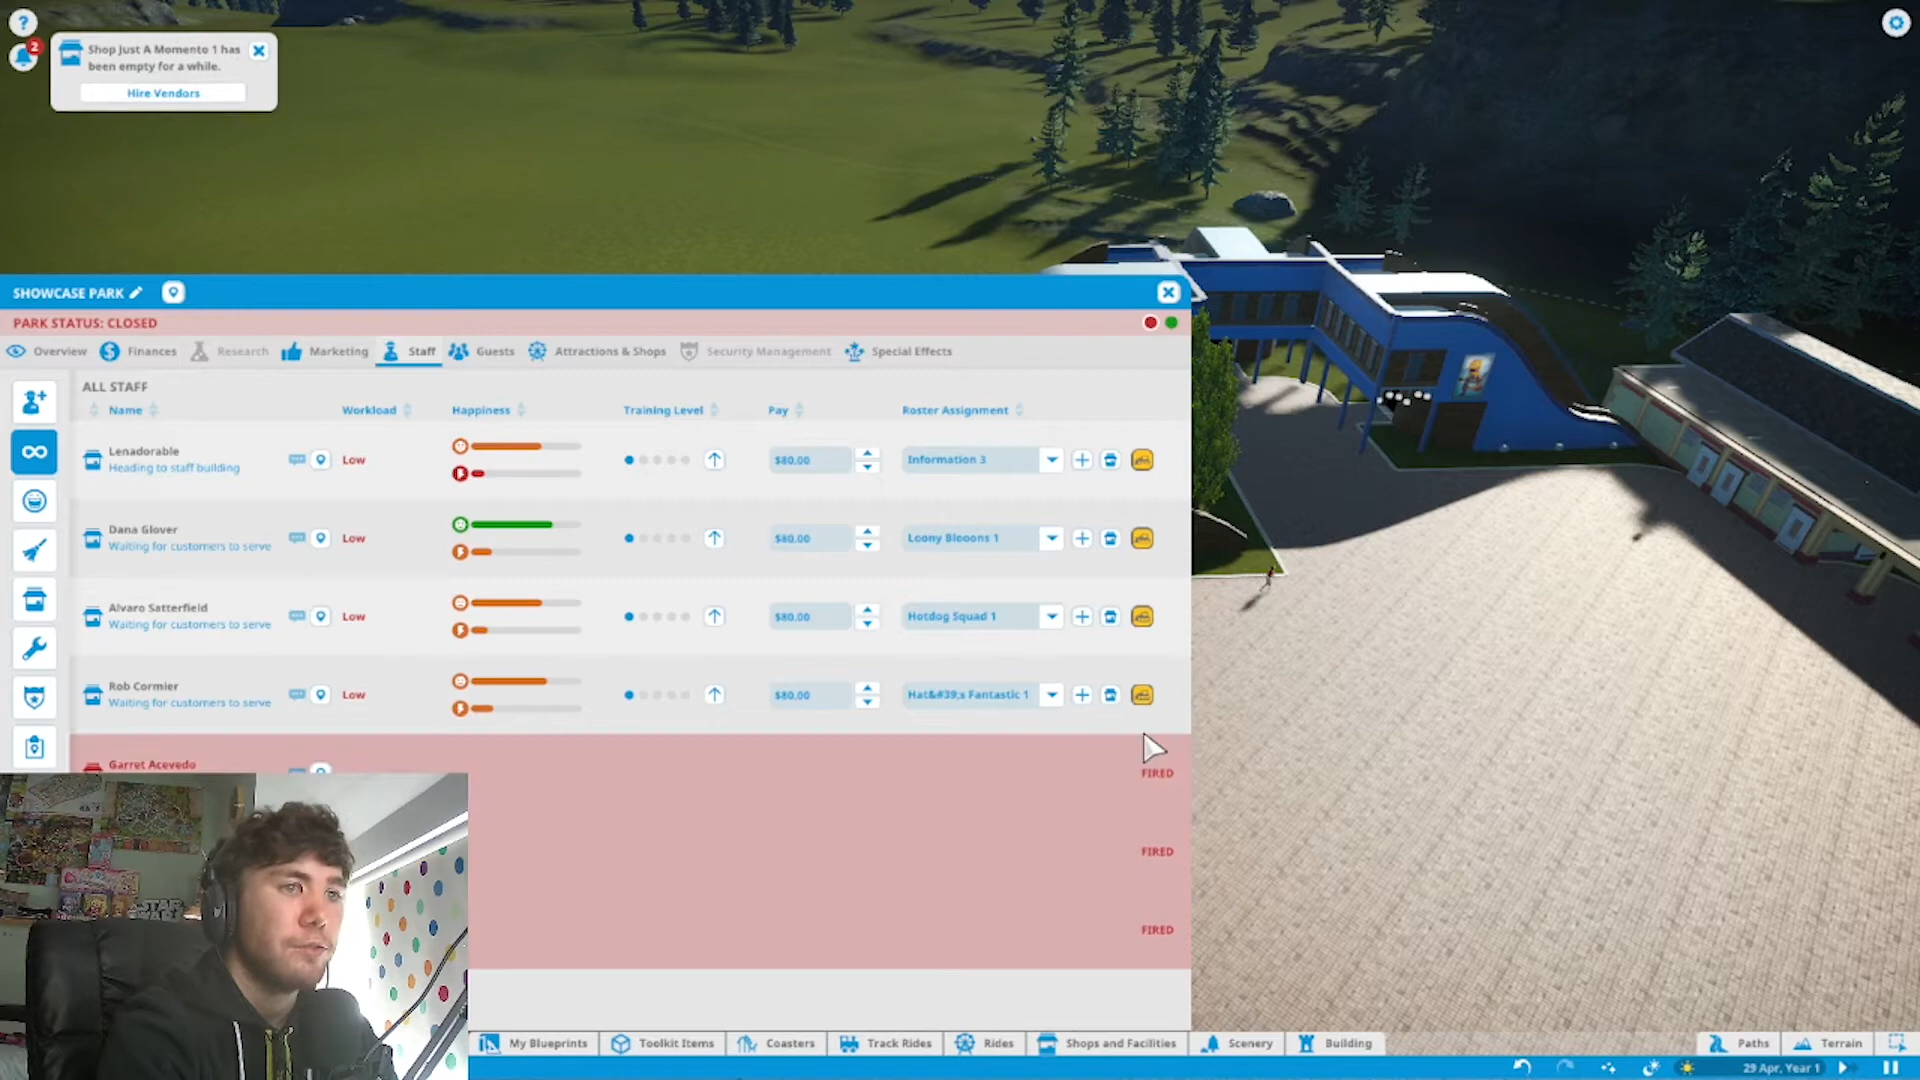 ?
2
Shop Just A Momento 1 has
been empty for a while.
Hire Vendors
SHOWCASE PARK
PARK STATUS: CLOSED
Overview
Finances
Research
Marketing
Staff
Guests
Attractions & Shops
Security Management
Special Effects
ALL STAFF
Name
Workload
Happiness
Training Level
Pay
Roster Assignment
Lenadorable
Heading to staff building
Low
$80.00
Information 3
Dana Glover
Waiting for customers to serve
Low
$80.00
Loony Blooons 1
Alvaro Satterfield
Waiting for customers to serve
Low
$80.00
Hotdog Squad 1
Rob Cormier
Waiting for customers to serve
Low
$80.00
Hat&#39;s Fantastic 1
Garret Acevedo
FIRED
FIRED
FIRED
STAR
WARS
My Blueprints
Toolkit Items
Coasters
Track Rides
Rides
Shops and Facilities
Scenery
Building
Paths
Terrain
29 Apr, Year 1